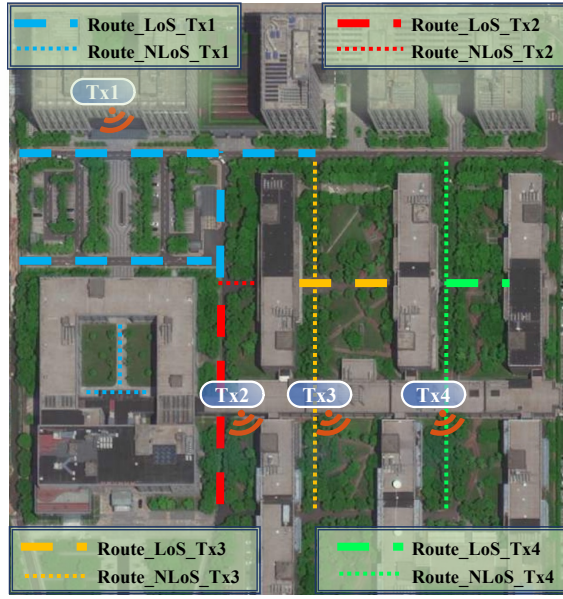 Route_LoS_Tx1
Route_NLoS_Tx1
Route_LoS_Tx2
Route_NLoS_Tx2
Tx1
Tx2
Tx3
Tx4
Route_LoS_Tx3
Route_NLoS_Tx3
Route_LoS_Tx4
Route_NLoS_Tx4